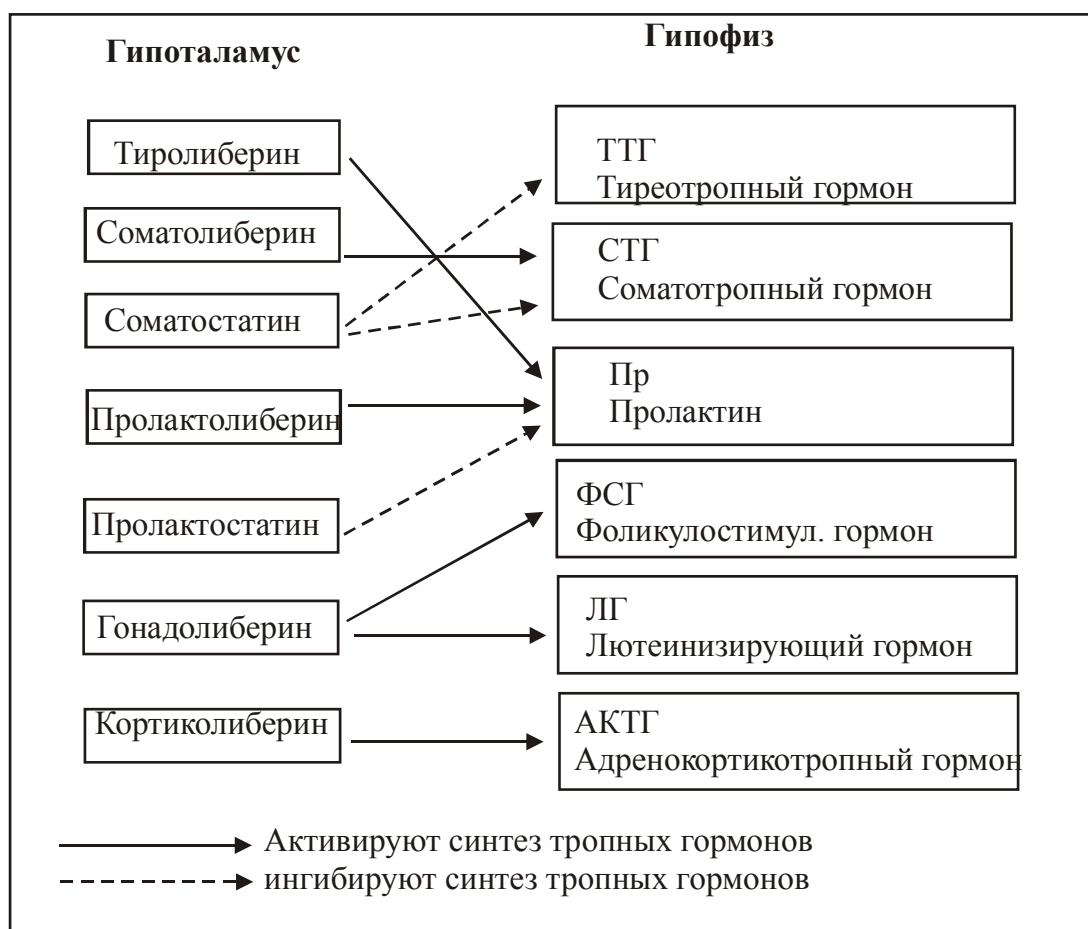 Гипоталамус
Гипофиз
Тиролиберин
Соматолиберин
Соматостатин
Пролактолиберин
Пролактостатин
Гонадолиберин
Кортиколиберин
ТТГ
Тиреотропный гормон
СТГ
Соматотропный гормон
Пр
Пролактин
ФСГ
Фоликулостимул. гормон
ЛГ
Лютеинизирующий гормон
АКТГ
Адренокортикотропный гормон
Активируют синтез тропных гормонов
ингибируют синтез тропных гормонов